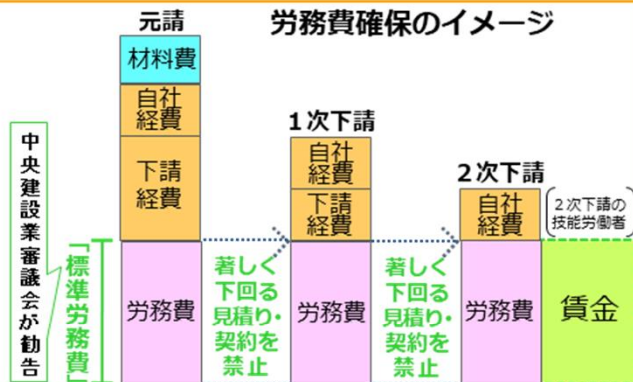 労務費確保のイメージ
元請
材料費
自社
経費
下請
経費
労務費
1次下請
自社
経費
下請
経費
労務費
2次下請
自社
経費
労務費
2次下請の
技能労働者
賃金
中央建設業審議会が勧告
「標準労務費」
著しく
下回る
見積り・
契約を
禁止
著しく
下回る
見積り・
契約を
禁止